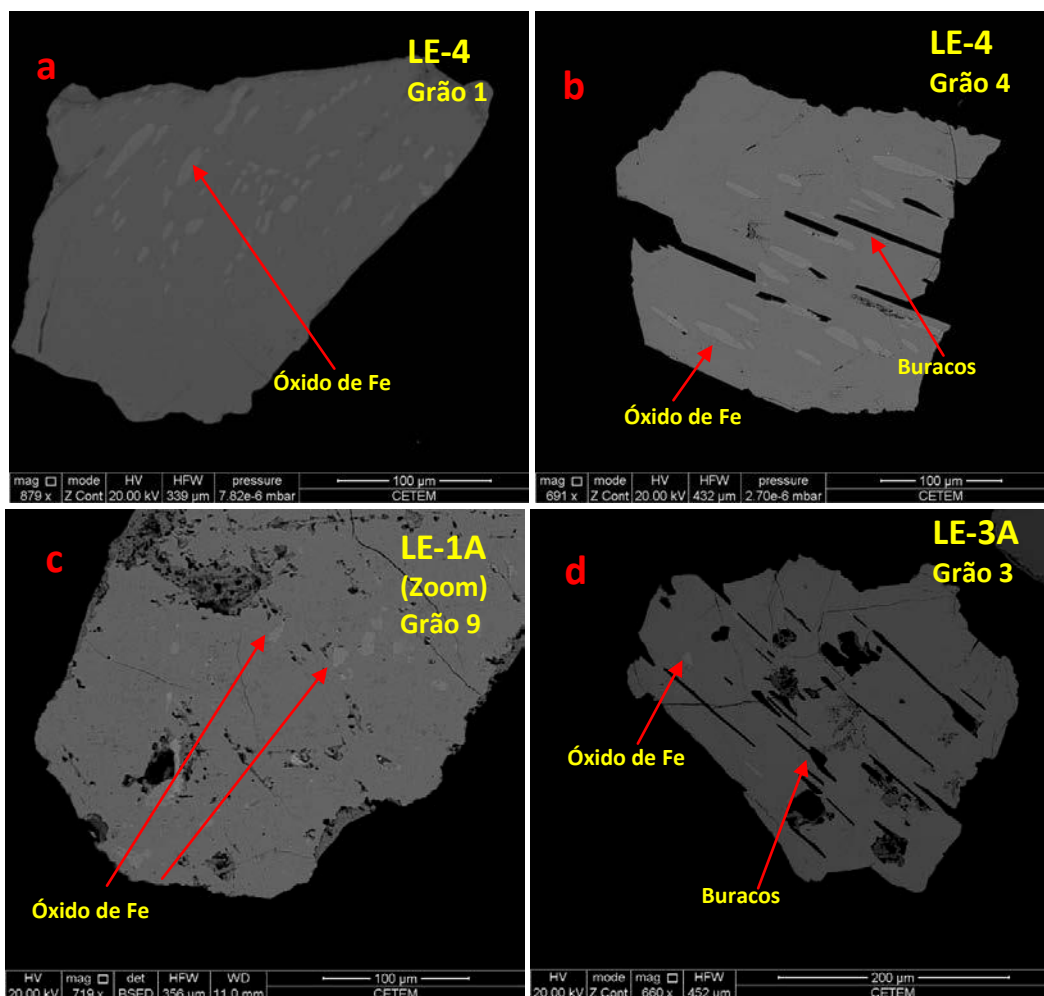 a
LE-4
Grão 1
Óxido de Fe
mag mode HV HFW pressure 100 µm
879 x Z Cont 20.00 kV 339 µm 7.82e-6 mbar CETEM
b
LE-4
Grão 4
Buracos
Óxido de Fe
mag mode HV HFW pressure 100 µm
691 x Z Cont 20.00 kV 432 µm 2.70e-6 mbar CETEM
c
LE-1A
(Zoom)
Grão 9
Óxido de Fe
HV mag det HFW WD 100 µm
20.00 kV 719 x BSED 356 µm 11.0 mm CETEM
d
LE-3A
Grão 3
Óxido de Fe
Buracos
HV mode mag HFW 200 µm
20.00 kV Z Cont 660 x 452 µm CETEM